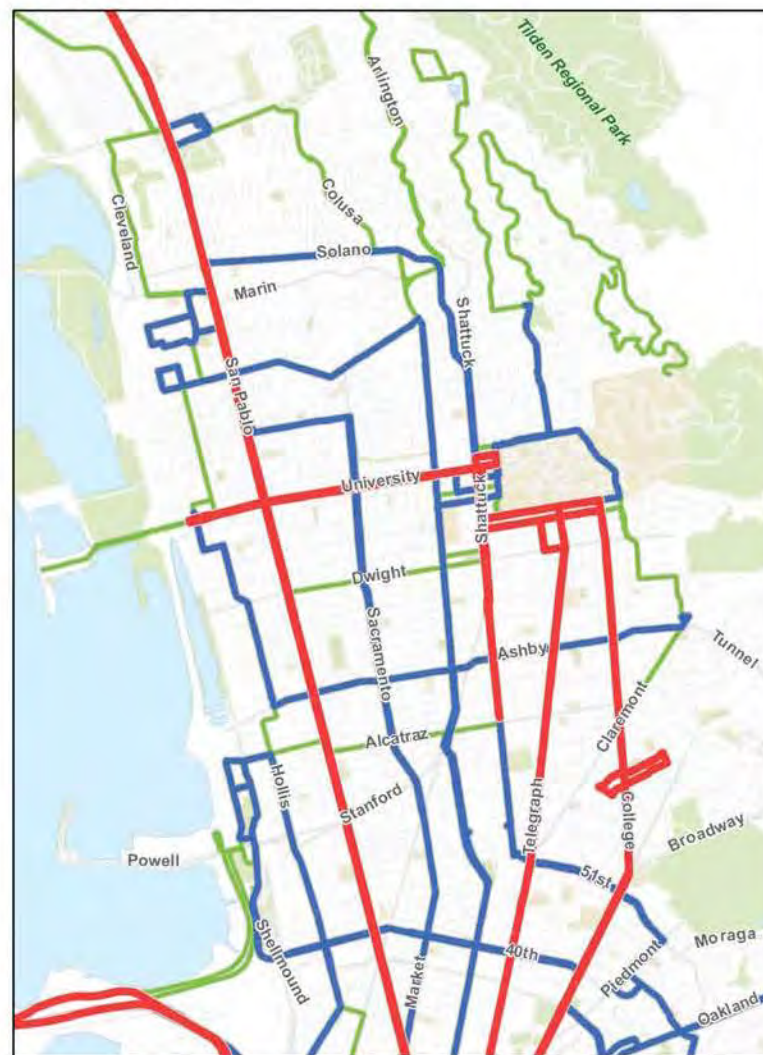 Tilden Regional Park
Arlington
Colusa
Cleveland
Solano
Marin
Shattuck
San Pablo
University
Shattuck
Dwight
Sacramento
Ashby
Tunnel
Claremont
Alcatraz
Hollis
Stanford
College
Telegraph
Broadway
Powell
51st
Shellmound
40th
Moraga
Piedmont
Market
Oakland